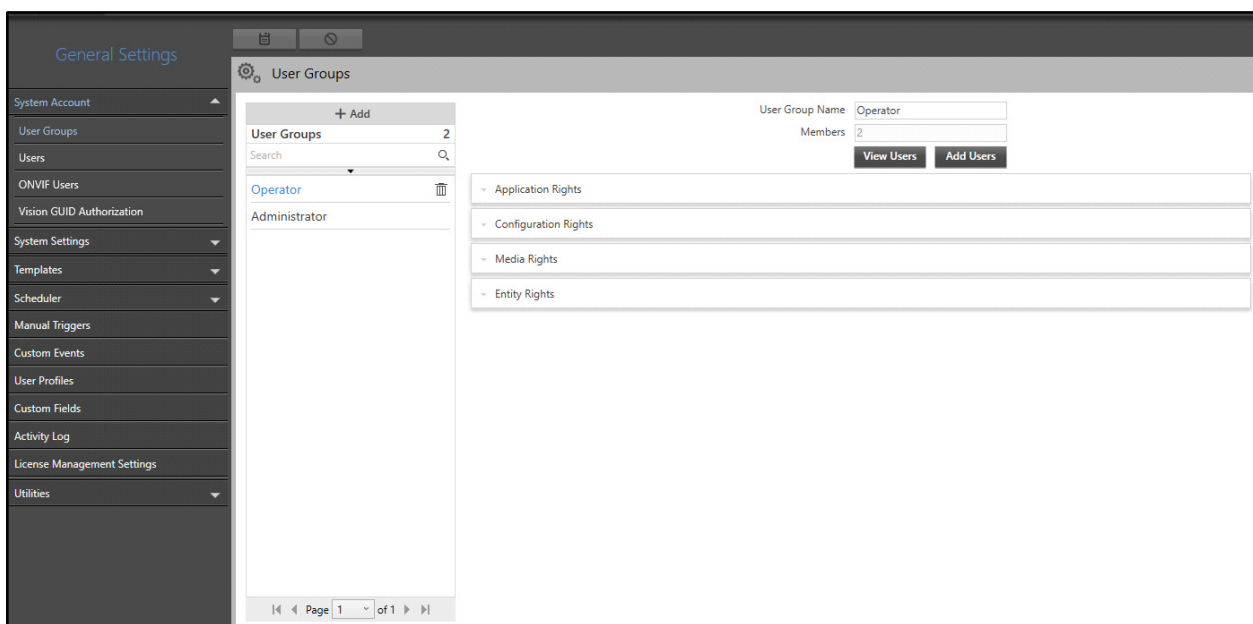 General Settings
System Account
User Groups
Users
ONVIF Users
Vision GUID Authorization
System Settings
Templates
Scheduler
Manual Triggers
Custom Events
User Profiles
Custom Fields
Activity Log
License Management Settings
Utilities
User Groups
+ Add
User Groups 2
Search
Operator
Administrator
Page 1 of 1
User Group Name Operator
Members 2
View Users Add Users
Application Rights
Configuration Rights
Media Rights
Entity Rights